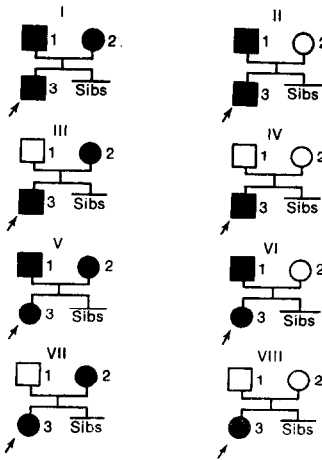 I II
1 2 1 2
3 Sibs 3 Sibs
III IV
1 2 1 2
3 Sibs 3 Sibs
V VI
1 2 1 2
3 Sibs 3 Sibs
VII VIII
1 2 1 2
3 Sibs 3 Sibs